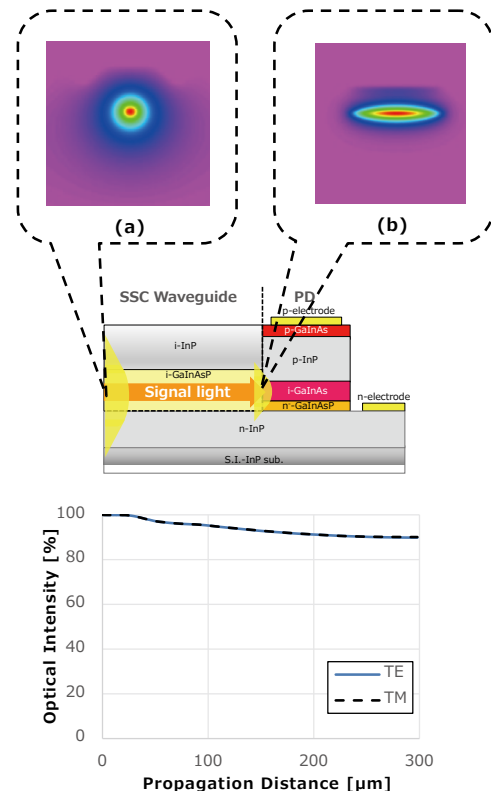 (a)
(b)
SSC Waveguide
PD
p-electrode
p-GaInAs
i-InP
p-InP
i-GaInAsP
Signal light
i-GaInAs
n-electrode
n⁻-GaInAsP
n-InP
S.I.-InP sub.
Optical Intensity [%]
100
80
60
40
20
0
TE
TM
0
100
200
300
Propagation Distance [µm]